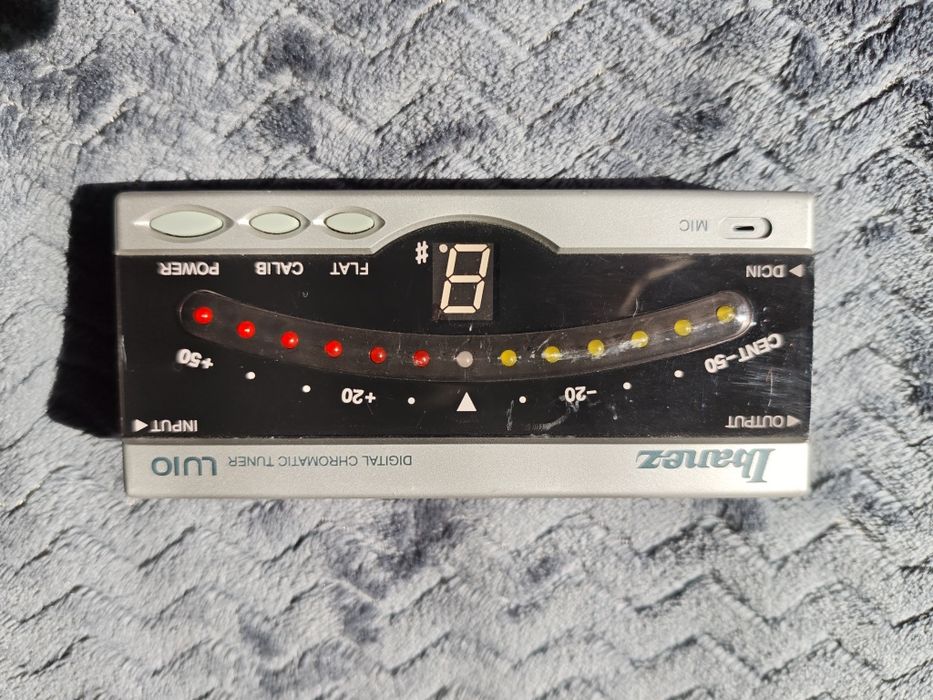 Ibanez
DIGITAL CHROMATIC TUNER LU10
OUTPUT
INPUT
CENT -50
-20
+20
+50
8
#
DCIN
FLAT
CALIB
POWER
MIC